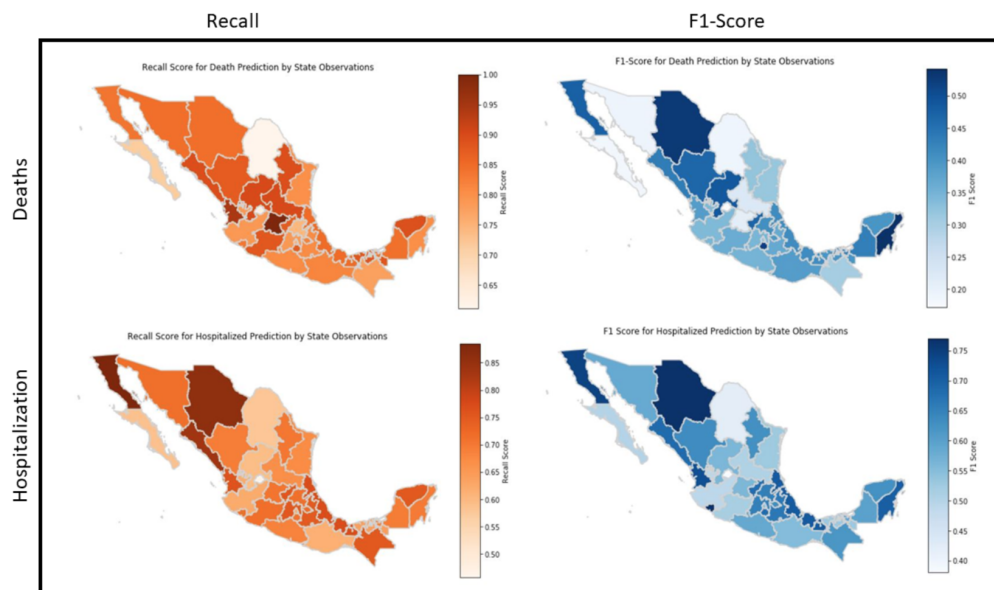 Recall
F1-Score
Deaths
Recall Score for Death Prediction by State Observations
1.00
0.95
0.90
0.85
0.80
0.75
0.70
0.65
Recall Score
F1-Score for Death Prediction by State Observations
0.50
0.45
0.40
0.35
0.30
0.25
0.20
F1 Score
Hospitalization
Recall Score for Hospitalized Prediction by State Observations
0.85
0.80
0.75
0.70
0.65
0.60
0.55
0.50
Recall Score
F1 Score for Hospitalized Prediction by State Observations
0.75
0.70
0.65
0.60
0.55
0.50
0.45
0.40
F1 Score